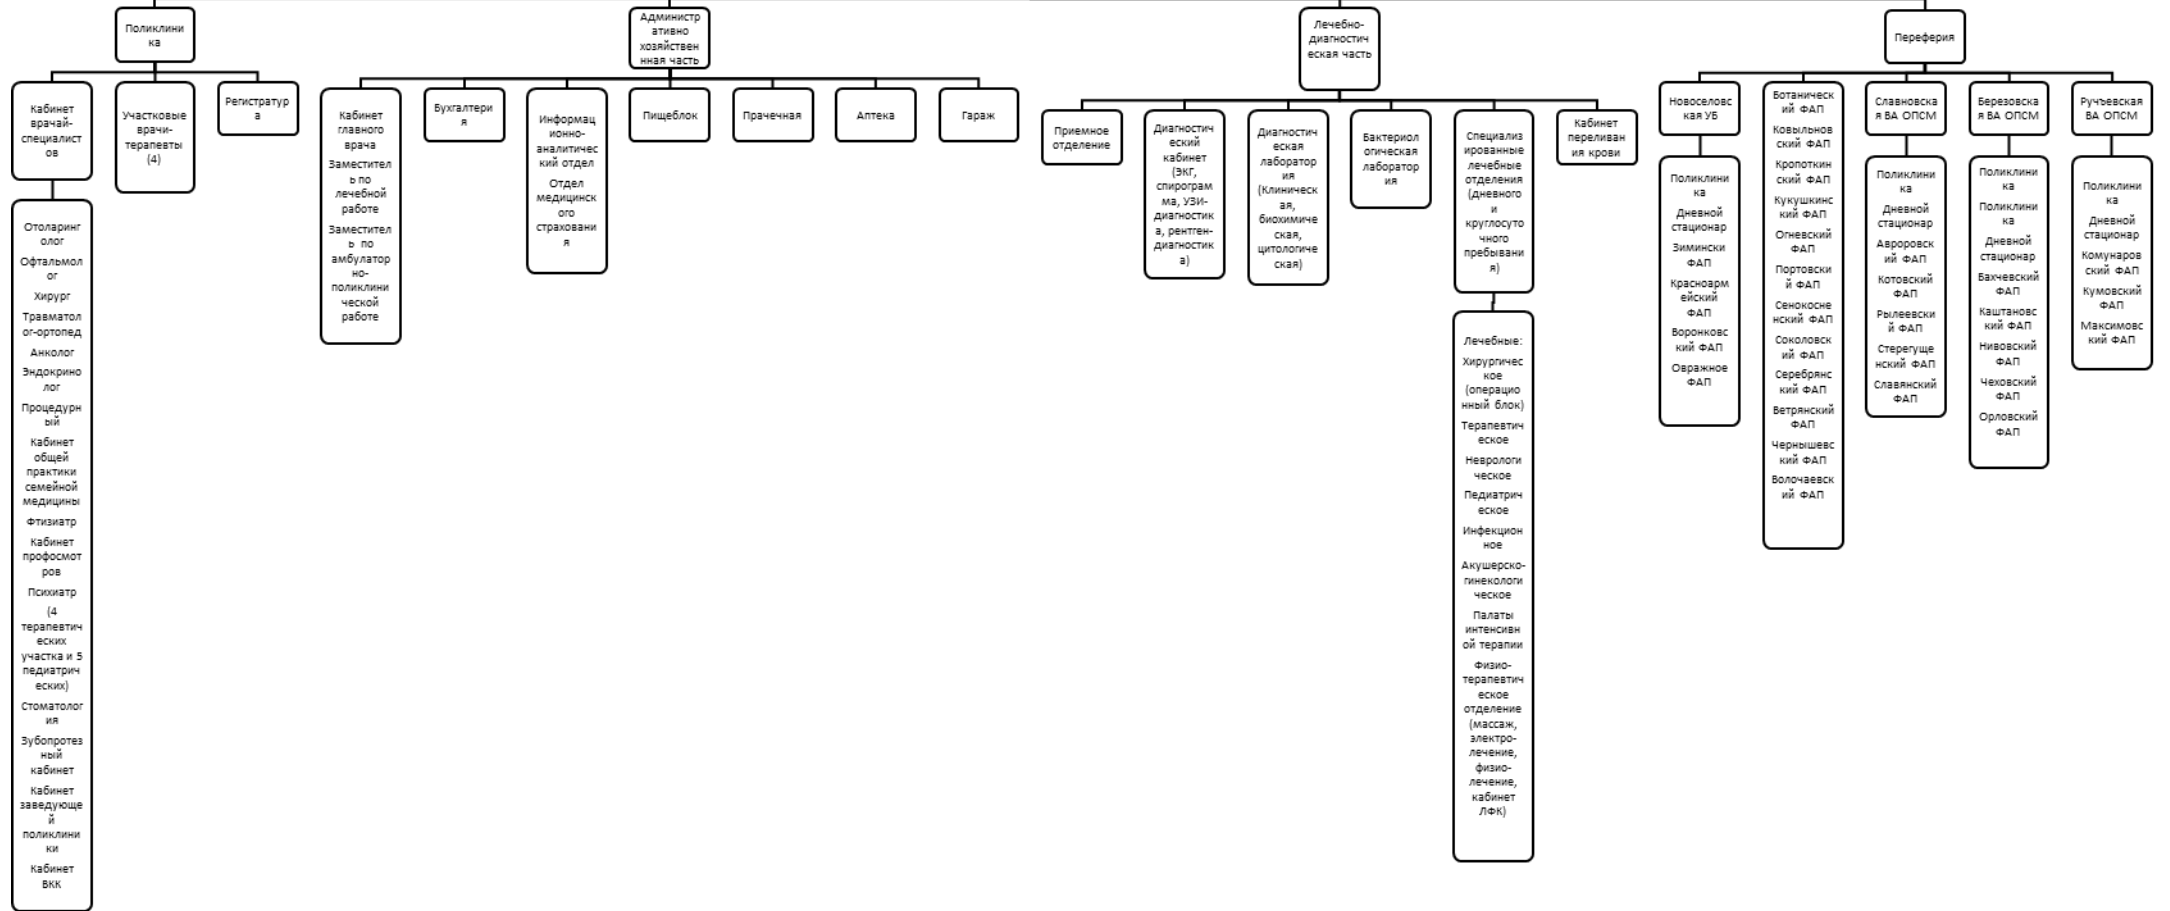 Поликлини
ка
Кабинет
врачай-
специалист
ов
Отоларинг
олог
Офтальмол
ог
Хирург
Травматол
ог-ортопед
Анколог
Эндокрино
лог
Процедурн
ый
Кабинет
общей
практики
семейной
медицины
Фтизиатр
Кабинет
профосмот
ров
Психиатр
(4
терапевтич
еских
участка и 5
педиатрич
еских)
Стоматолог
ия
Зубопротез
ный
кабинет
Кабинет
заведующе
й
поликлини
ки
Кабинет
ВКК
Участковые
врачи-
терапевты
(4)
Регистратур
а
Администр
ативно
хозяйствен
нная часть
Кабинет
главного
врача
Заместител
ь по
лечебной
работе
Заместител
ь по
амбулатор
но-
поликлини
ческой
работе
Бухгалтери
я
Информац
ионно-
аналитичес
кий отдел
Отдел
медицинск
ого
страховани
я
Пищеблок
Прачечная
Аптека
Гараж
Лечебно-
диагностич
еская часть
Приемное
отделение
Диагностич
еский
кабинет
(ЭКГ,
спирограм
ма, УЗИ-
диагностик
а, рентген-
диагностик
а)
Диагностич
еская
лаборатор
ия
(Клиническ
ая,
биохимиче
ская,
цитологиче
ская)
Бактериол
огическая
лаборатор
ия
Специализ
ированные
лечебные
отделения
(дневного
и
круглосуто
чного
пребывани
я)
Лечебные:
Хирургичес
кое
(операцио
нный блок)
Терапевтич
еское
Неврологи
ческое
Педиатрич
еское
Инфекцион
ное
Акушерско-
гинекологи
ческое
Палаты
интенсивн
ой терапии
Физио-
терапевтич
еское
отделение
(массаж,
электро-
лечение,
физио-
лечение,
кабинет
ЛФК)
Кабинет
переливан
ия крови
Переферия
Новоселовс
кая УБ
Поликлини
ка
Дневной
стационар
Зимински
ФАП
Красноарм
ейский
ФАП
Воронковс
кий ФАП
Овражное
ФАП
Ботаническ
ий ФАП
Ковыльнов
ский ФАП
Кропоткин
ский ФАП
Кукушкинс
кий ФАП
Огневский
ФАП
Портовски
й ФАП
Сенокосне
нский ФАП
Соколовск
ий ФАП
Серебрянс
кий ФАП
Ветрянский
ФАП
Чернышевс
кий ФАП
Волочаевск
ий ФАП
Славновска
я ВА ОПСМ
Поликлини
ка
Дневной
стационар
Авроровск
ий ФАП
Котовский
ФАП
Рылеевски
й ФАП
Стерегуще
нский ФАП
Славянский
ФАП
Березовска
я ВА ОПСМ
Поликлини
ка
Поликлини
ка
Дневной
стационар
Бахчевский
ФАП
Каштановс
кий ФАП
Нивовский
ФАП
Чеховский
ФАП
Орловский
ФАП
Ручъевская
ВА ОПСМ
Поликлини
ка
Дневной
стационар
Комунаров
ский ФАП
Кумовский
ФАП
Максимовс
кий ФАП